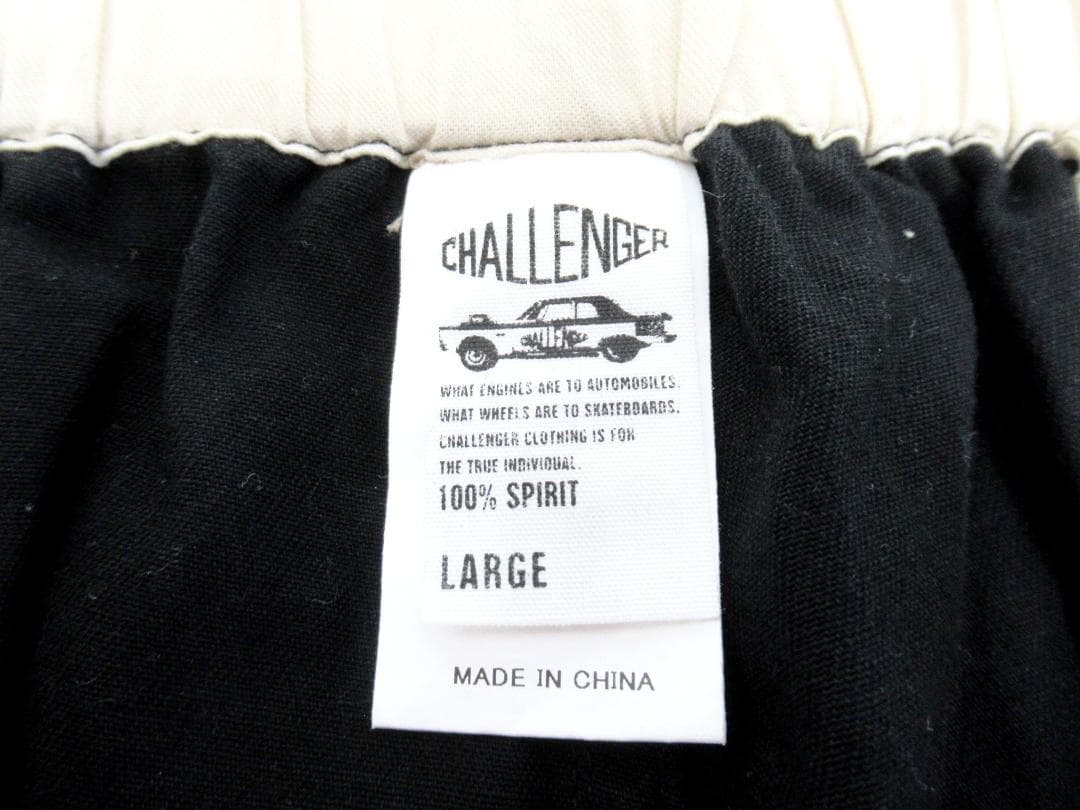 CHALLENGER
CHALLENGER
WHAT ENGINES ARE TO AUTOMOBILES.
WHAT WHEELS ARE TO SKATEBOARDS.
CHALLENGER CLOTHING IS FOR
THE TRUE INDIVIDUAL.
100% SPIRIT
LARGE
MADE IN CHINA